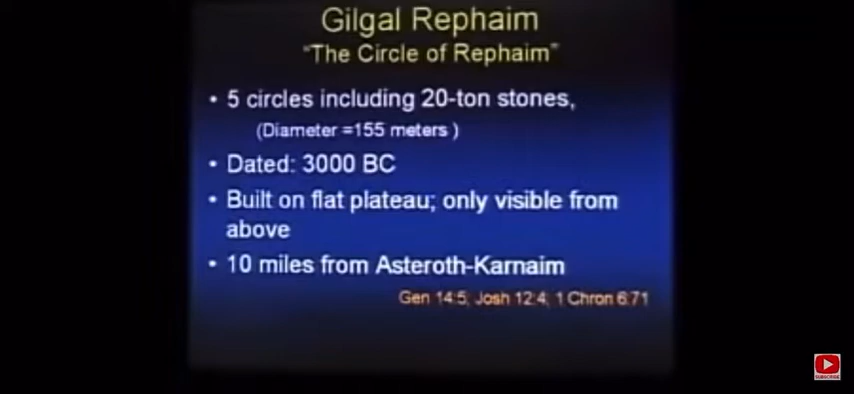 Gilgal Rephaim
"The Circle of Rephaim"
• 5 circles including 20-ton stones,
(Diameter =155 meters )
• Dated: 3000 BC
• Built on flat plateau; only visible from
above
• 10 miles from Asteroth-Karnaim
Gen 14:5; Josh 12:4, 1 Chron 6:71
SUBSCRIBE